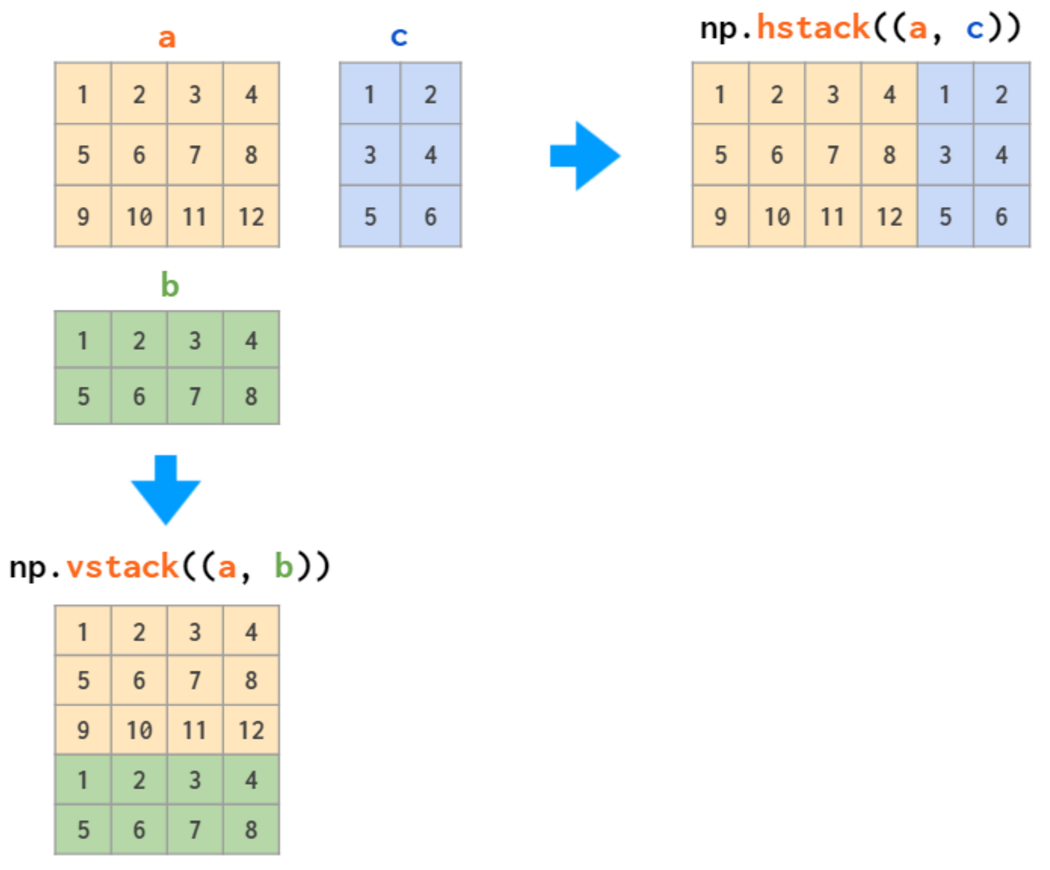 a
c
np.hstack((a, c))
1 2 3 4
1 2
1 2 3 4 1 2
5 6 7 8
3 4
5 6 7 8 3 4
9 10 11 12
5 6
9 10 11 12 5 6
b
1 2 3 4
5 6 7 8
np.vstack((a, b))
1 2 3 4
5 6 7 8
9 10 11 12
1 2 3 4
5 6 7 8